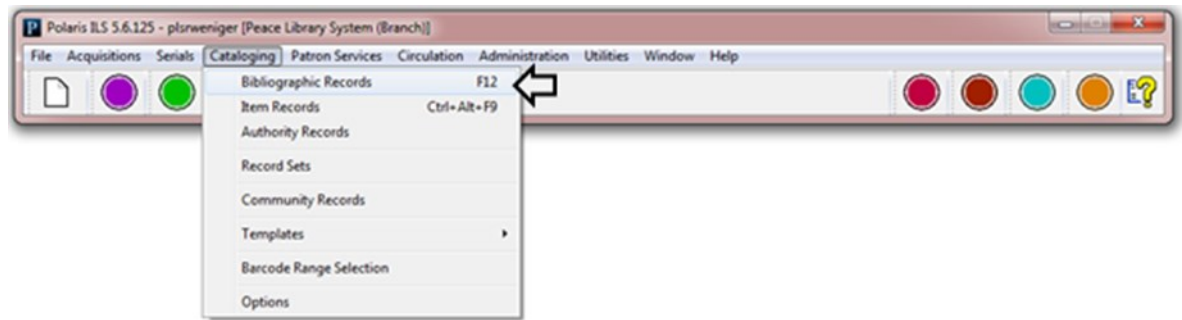 Polaris ILS 5.6.125 - plsrweniger [Peace Library System (Branch)]
File Acquisitions Serials Cataloging Patron Services Circulation Administration Utilities Window Help
Bibliographic Records F12
Item Records Ctrl+Alt+F9
Authority Records
Record Sets
Community Records
Templates
Barcode Range Selection
Options